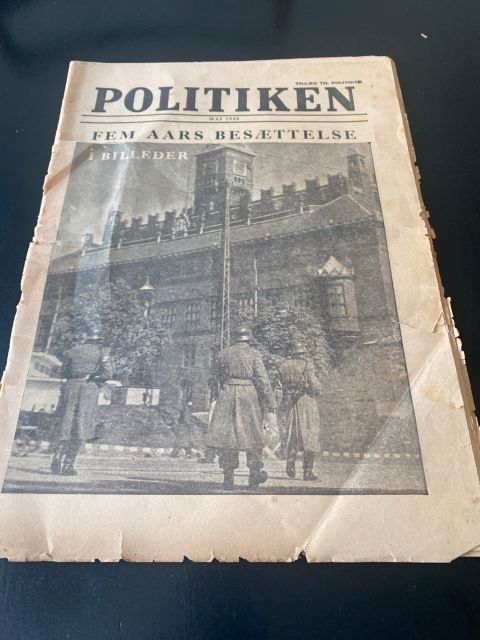 TILLÆG TIL POLITIKEN
POLITIKEN
MAJ 1945
FEM AARS BESÆTTELSE
I BILLEDER